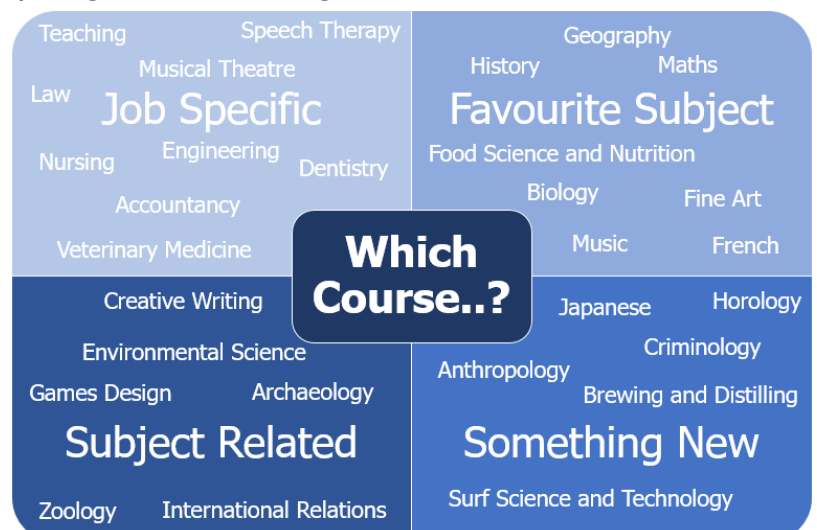 Teaching
Speech Therapy
Musical Theatre
Law
Job Specific
Nursing
Engineering
Dentistry
Accountancy
Veterinary Medicine
Geography
History
Maths
Favourite Subject
Food Science and Nutrition
Biology
Fine Art
Music
French
Which
Course..?
Creative Writing
Environmental Science
Games Design
Archaeology
Subject Related
Zoology
International Relations
Japanese
Horology
Criminology
Anthropology
Brewing and Distilling
Something New
Surf Science and Technology